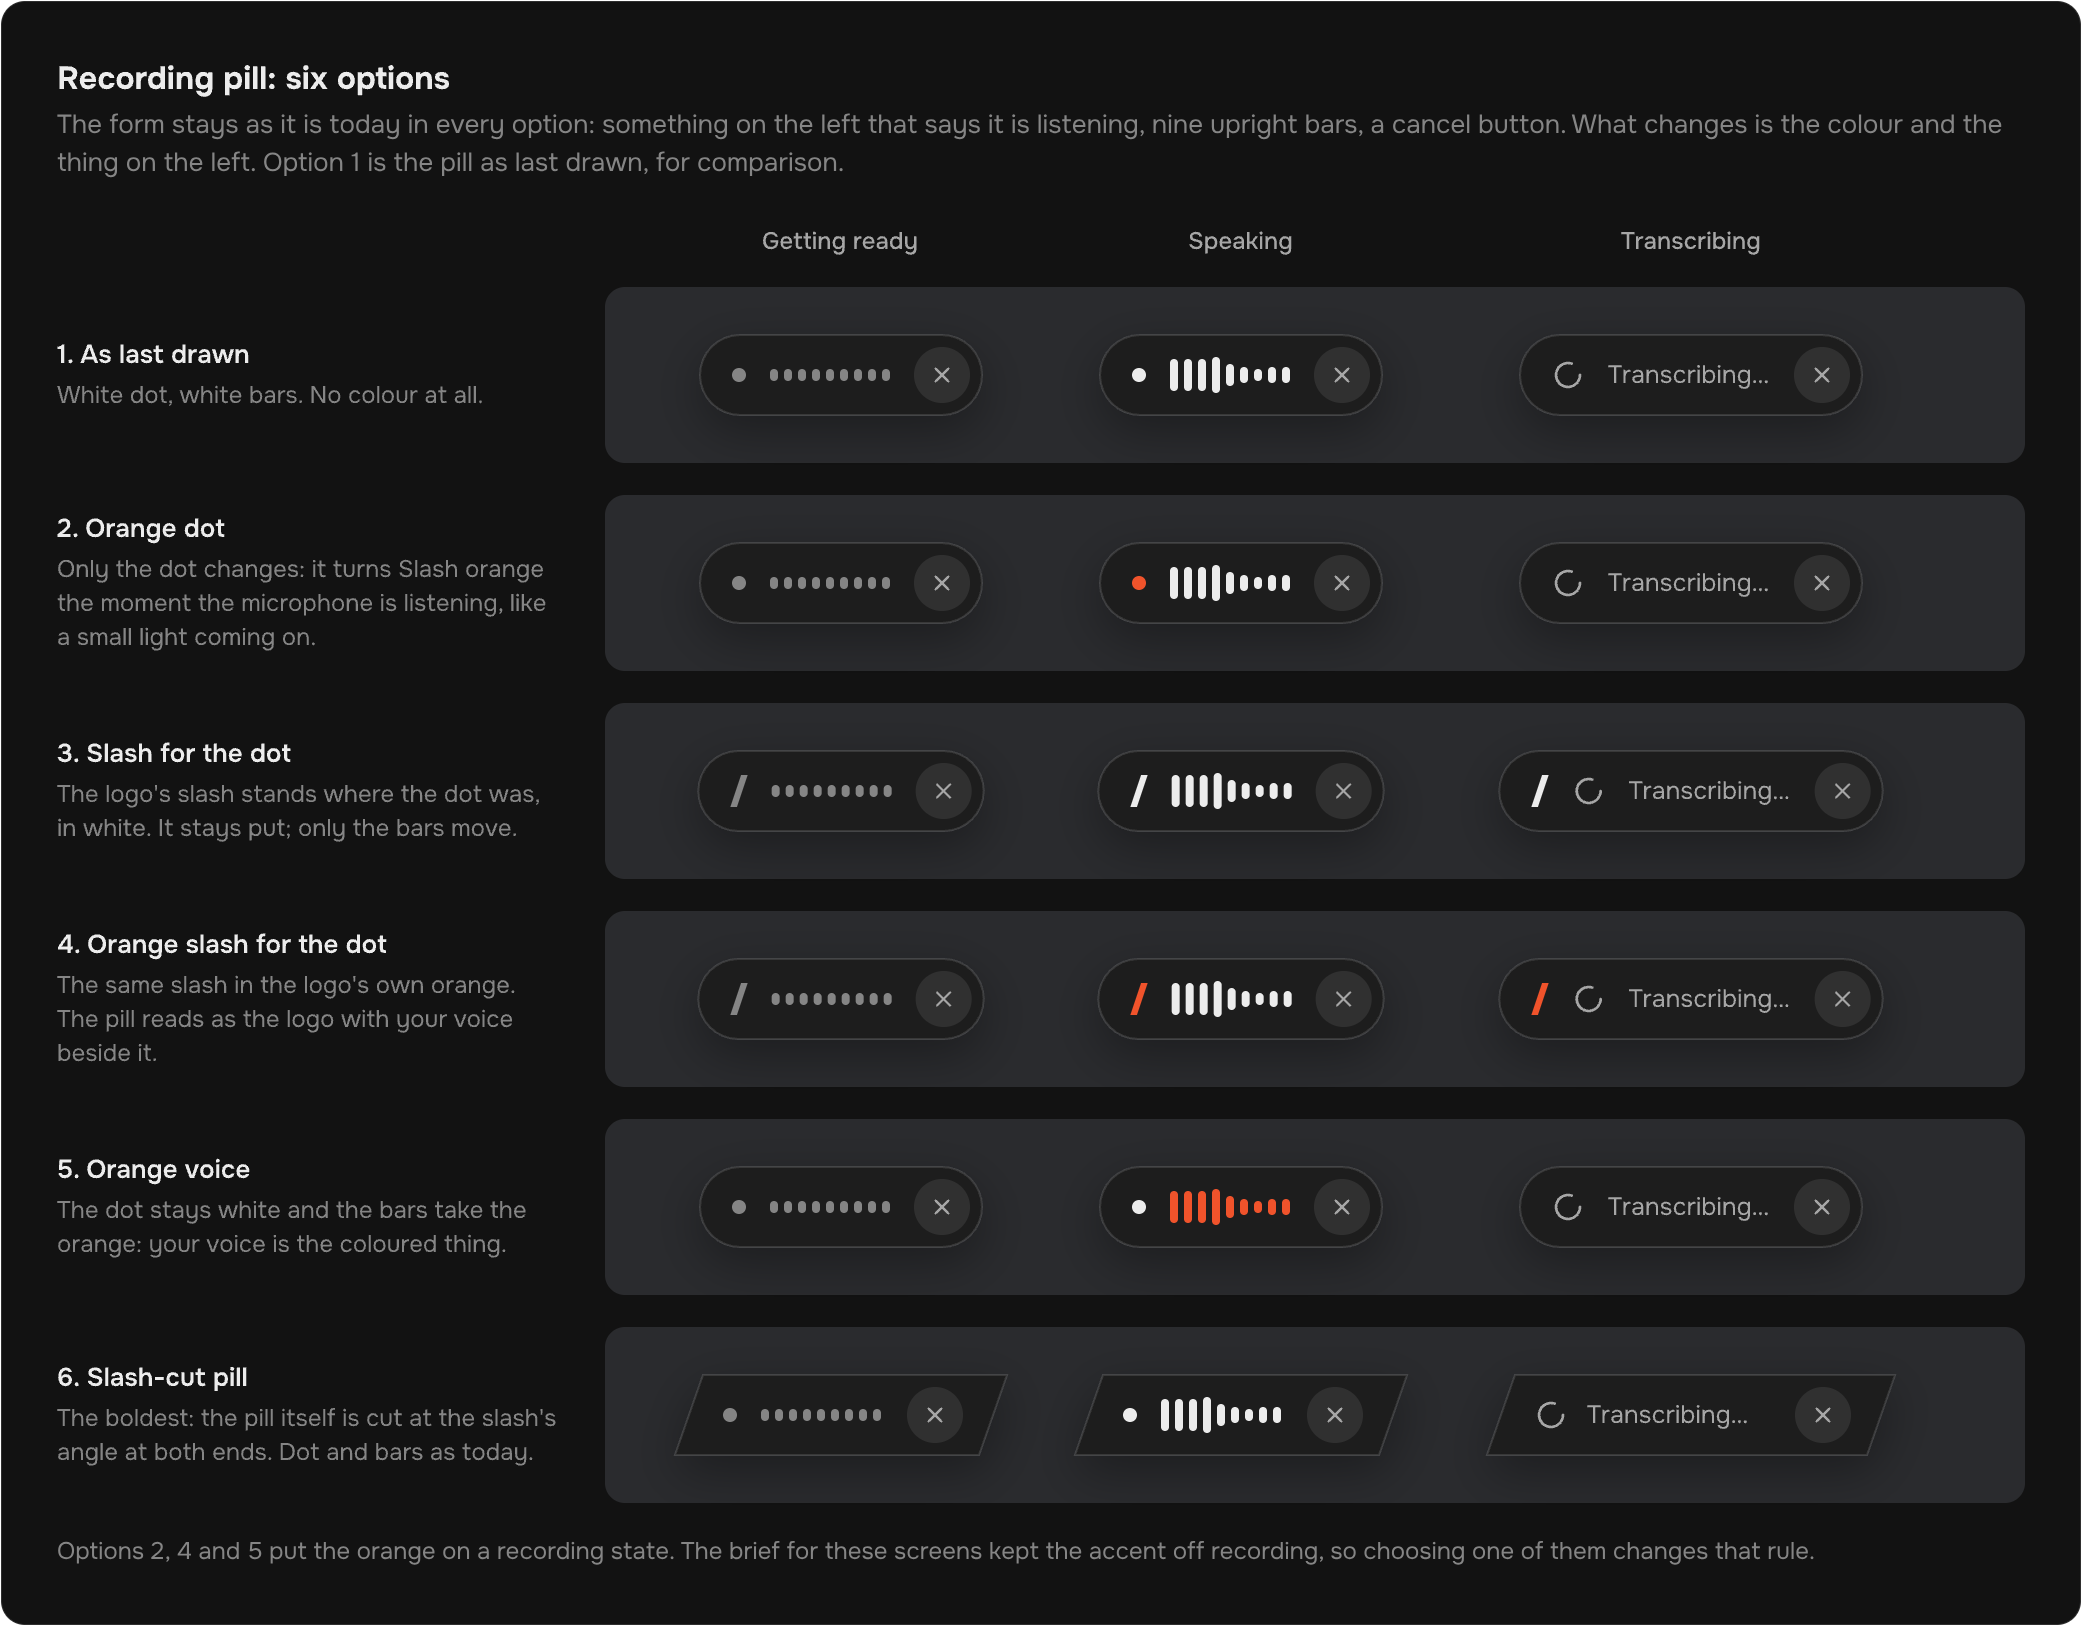 Recording pill: six options
The form stays as it is today in every option: something on the left that says it is listening, nine upright bars, a cancel button. What changes is the colour and the
thing on the left. Option 1 is the pill as last drawn, for comparison.
Getting ready
Speaking
Transcribing
1. As last drawn
White dot, white bars. No colour at all.
Transcribing...
2. Orange dot
Only the dot changes: it turns Slash orange
the moment the microphone is listening, like
a small light coming on.
Transcribing...
3. Slash for the dot
The logo's slash stands where the dot was,
in white. It stays put; only the bars move.
Transcribing...
4. Orange slash for the dot
The same slash in the logo's own orange.
The pill reads as the logo with your voice
beside it.
Transcribing...
5. Orange voice
The dot stays white and the bars take the
orange: your voice is the coloured thing.
Transcribing...
6. Slash-cut pill
The boldest: the pill itself is cut at the slash's
angle at both ends. Dot and bars as today.
Transcribing...
Options 2, 4 and 5 put the orange on a recording state. The brief for these screens kept the accent off recording, so choosing one of them changes that rule.